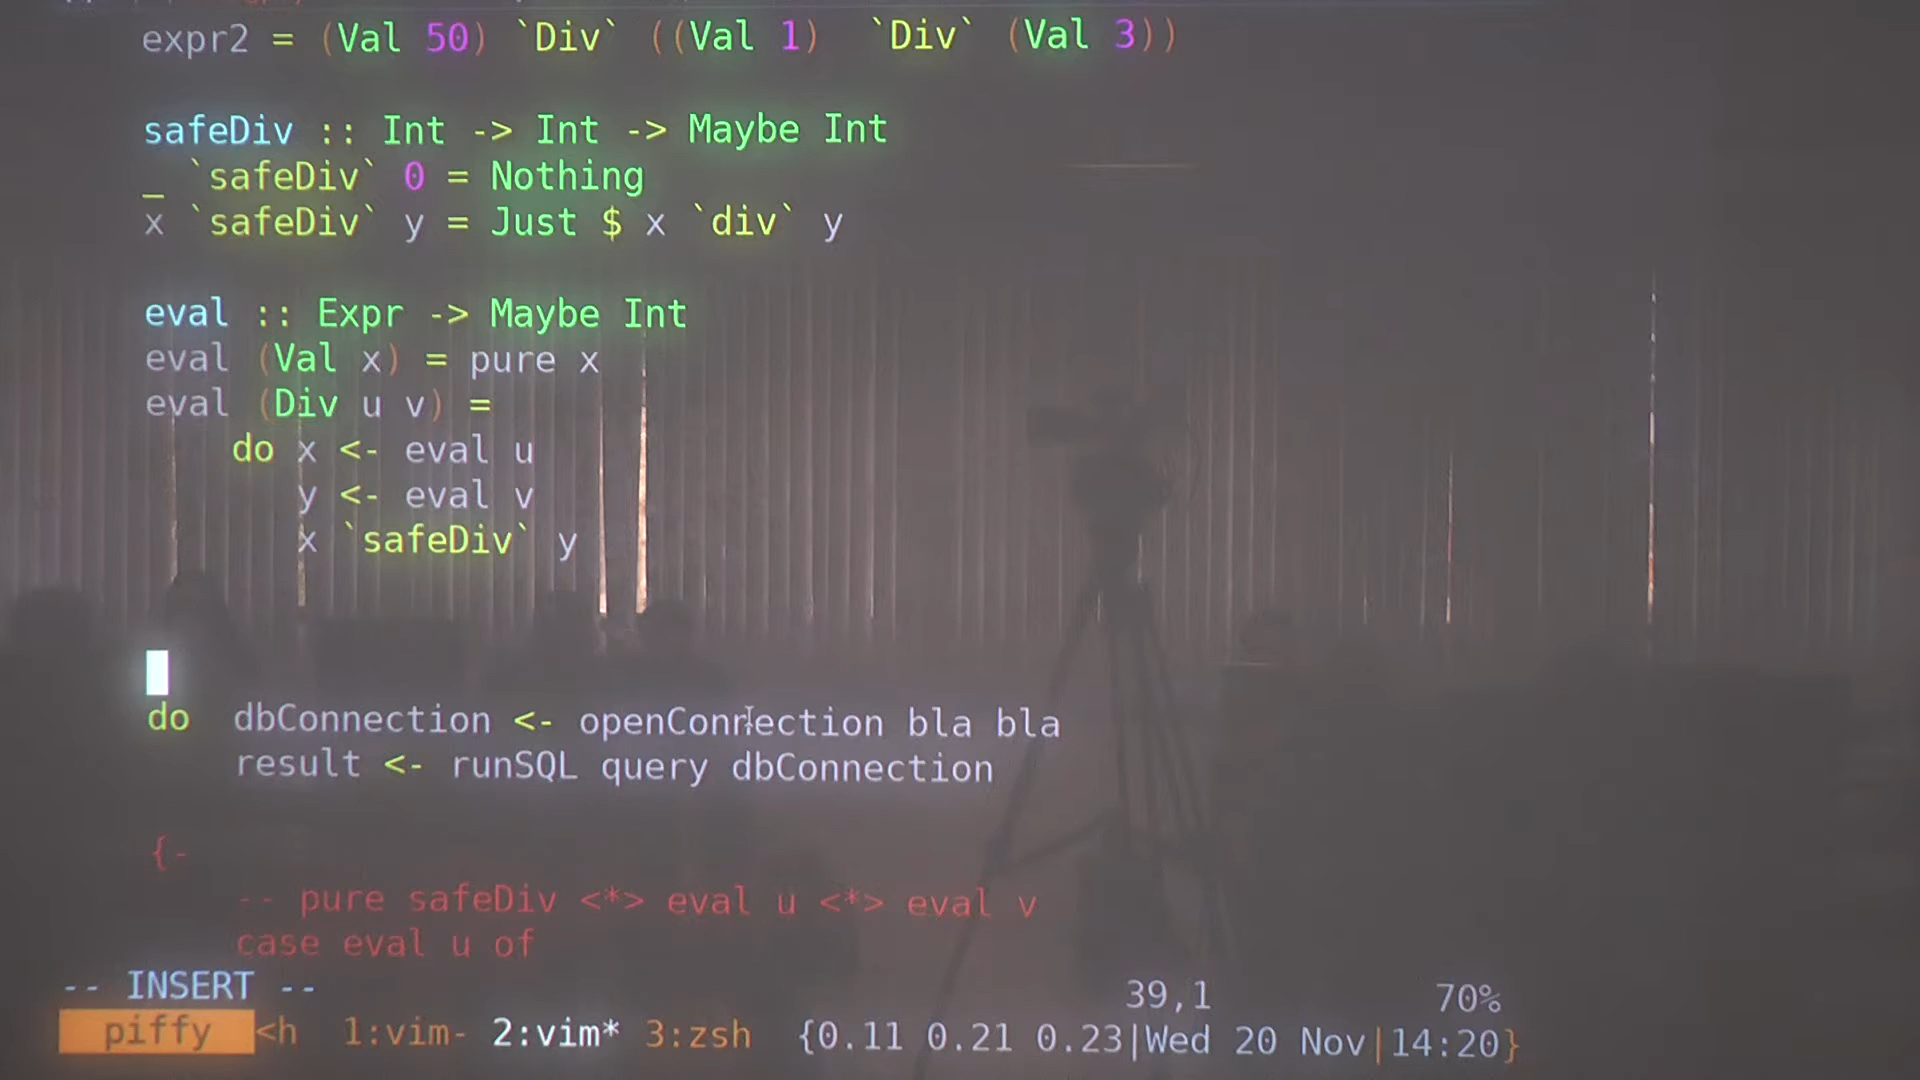 expr2 = (Val 50) `Div` ((Val 1) `Div` (Val 3))
safeDiv :: Int -> Int -> Maybe Int
_ `safeDiv` 0 = Nothing
x `safeDiv` y = Just $ x `div` y
eval :: Expr -> Maybe Int
eval (Val x) = pure x
eval (Div u v) =
do x <- eval u
y <- eval v
x `safeDiv` y
do dbConnection <- openConnection bla bla
result <- runSQL query dbConnection
{-
-- pure safeDiv <*> eval u <*> eval v
case eval u of
-- INSERT -- 39,1 70%
piffy <h 1:vim- 2:vim* 3:zsh {0.11 0.21 0.23|Wed 20 Nov|14:20}